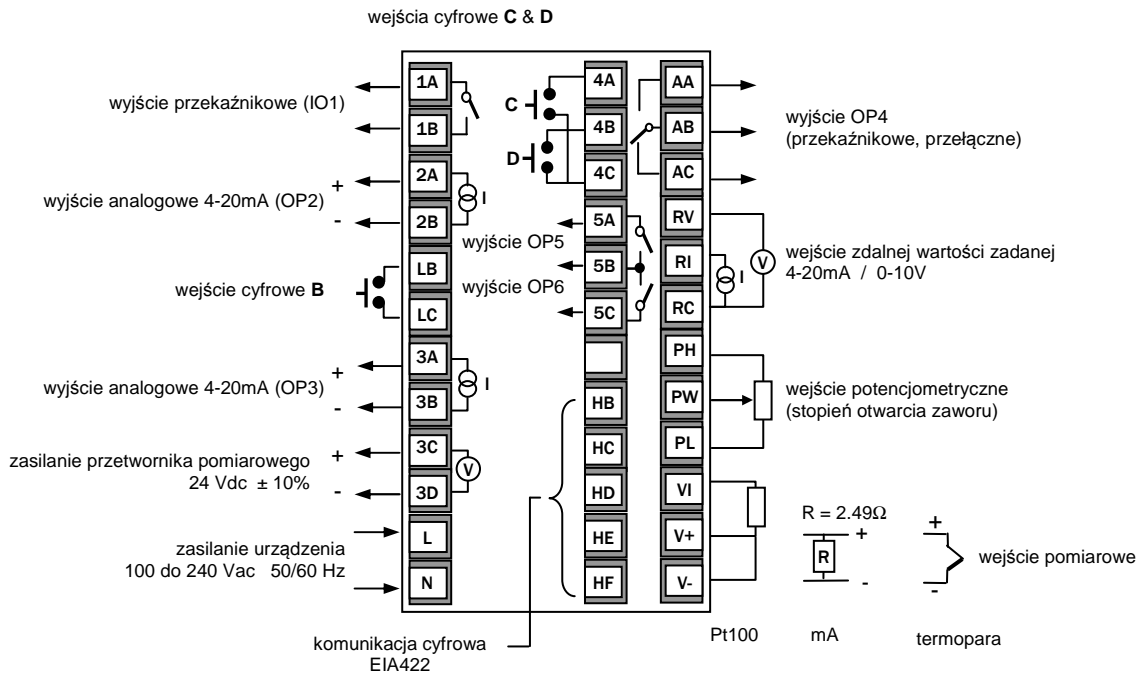 wejścia cyfrowe C & D
wyjście przekaźnikowe (IO1)
wyjście analogowe 4-20mA (OP2)
+
-
wejście cyfrowe B
wyjście analogowe 4-20mA (OP3)
+
-
zasilanie przetwornika pomiarowego
24 Vdc ± 10%
+
-
zasilanie urządzenia
100 do 240 Vac 50/60 Hz
1A
1B
2A
2B
I
LB
LC
3A
3B
I
3C
3D
V
L
N
C
D
wyjście OP5
wyjście OP6
4A
4B
4C
5A
5B
5C
HB
HC
HD
HE
HF
komunikacja cyfrowa
EIA422
AA
AB
AC
RV
RI
RC
I
V
PH
PW
PL
VI
V+
V-
wyjście OP4
(przekaźnikowe, przełączne)
wejście zdalnej wartości zadanej
4-20mA / 0-10V
wejście potencjometryczne
(stopień otwarcia zaworu)
R = 2.49Ω
+
R
-
+
-
wejście pomiarowe
Pt100
mA
termopara